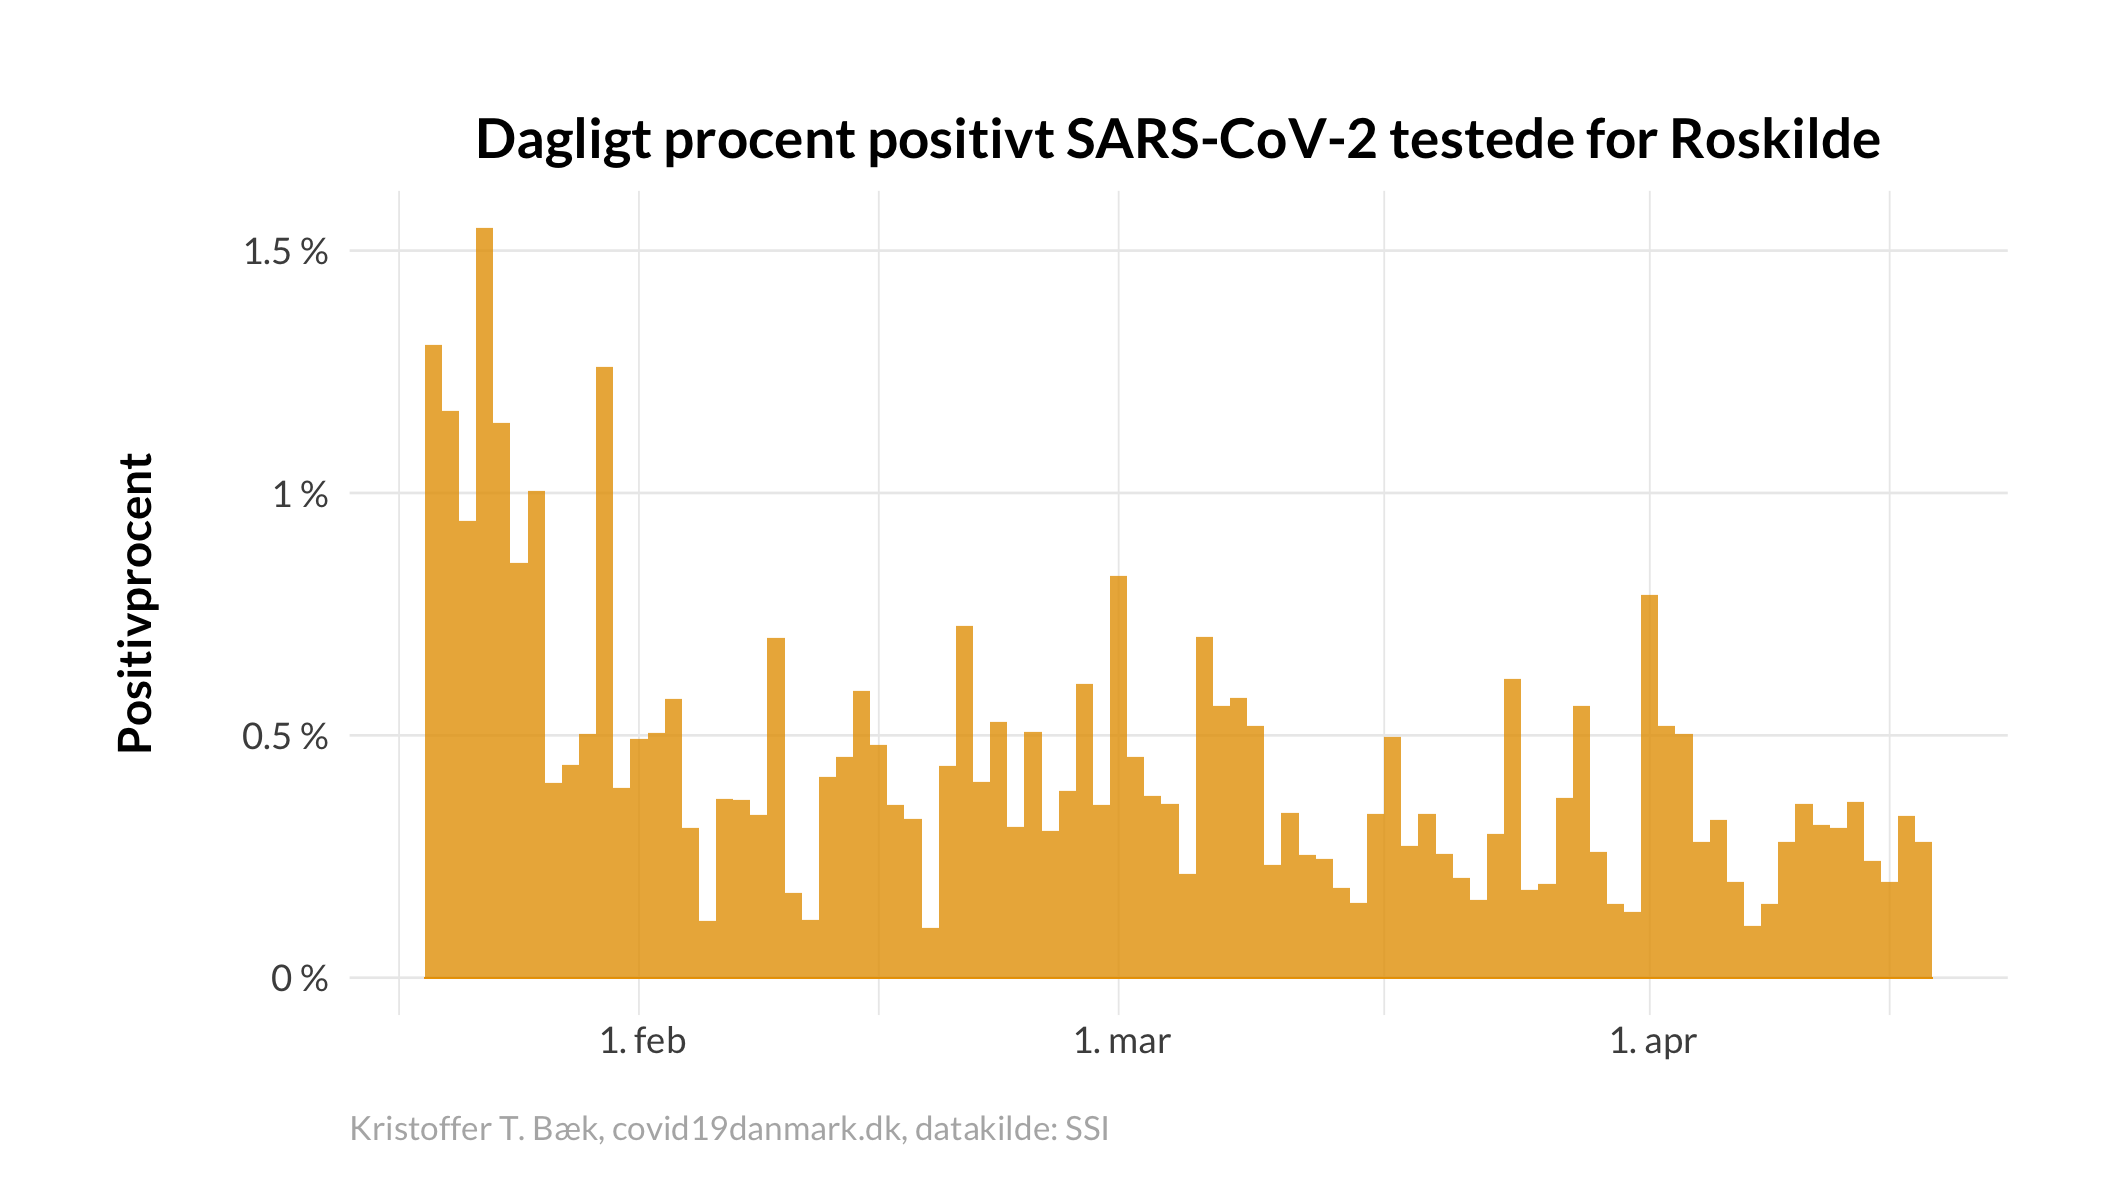 Dagligt procent positivt SARS-CoV-2 testede for Roskilde
Positivprocent
1.5 %
1 %
0.5 %
0 %
1. feb
1. mar
1. apr
Kristoffer T. Bæk, covid19danmark.dk, datakilde: SSI